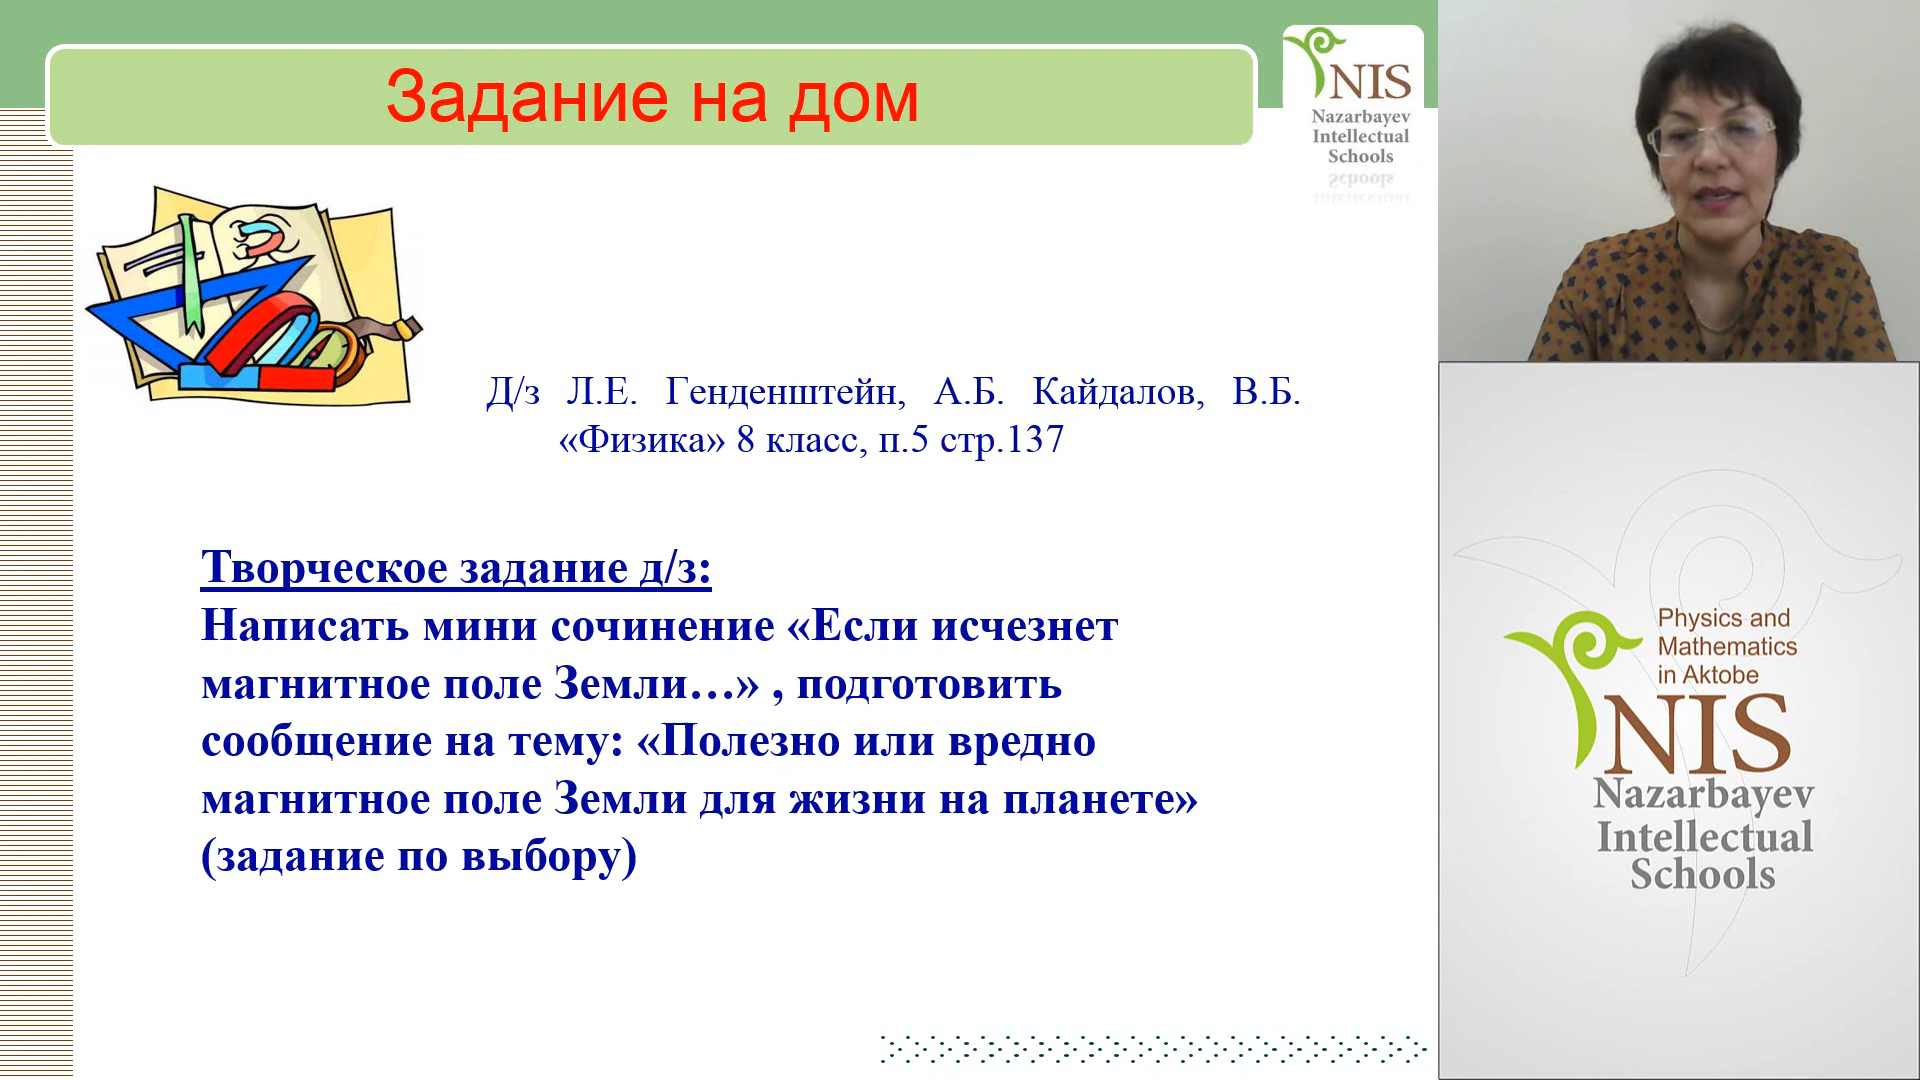 Задание на дом
NIS
Nazarbayev
Intellectual
Schools
Д/з Л.Е. Генденштейн, А.Б. Кайдалов, В.Б.
«Физика» 8 класс, п.5 стр.137
Творческое задание д/з:
Написать мини сочинение «Если исчезнет
магнитное поле Земли…» , подготовить
сообщение на тему: «Полезно или вредно
магнитное поле Земли для жизни на планете»
(задание по выбору)
Physics and
Mathematics
in Aktobe
NIS
Nazarbayev
Intellectual
Schools